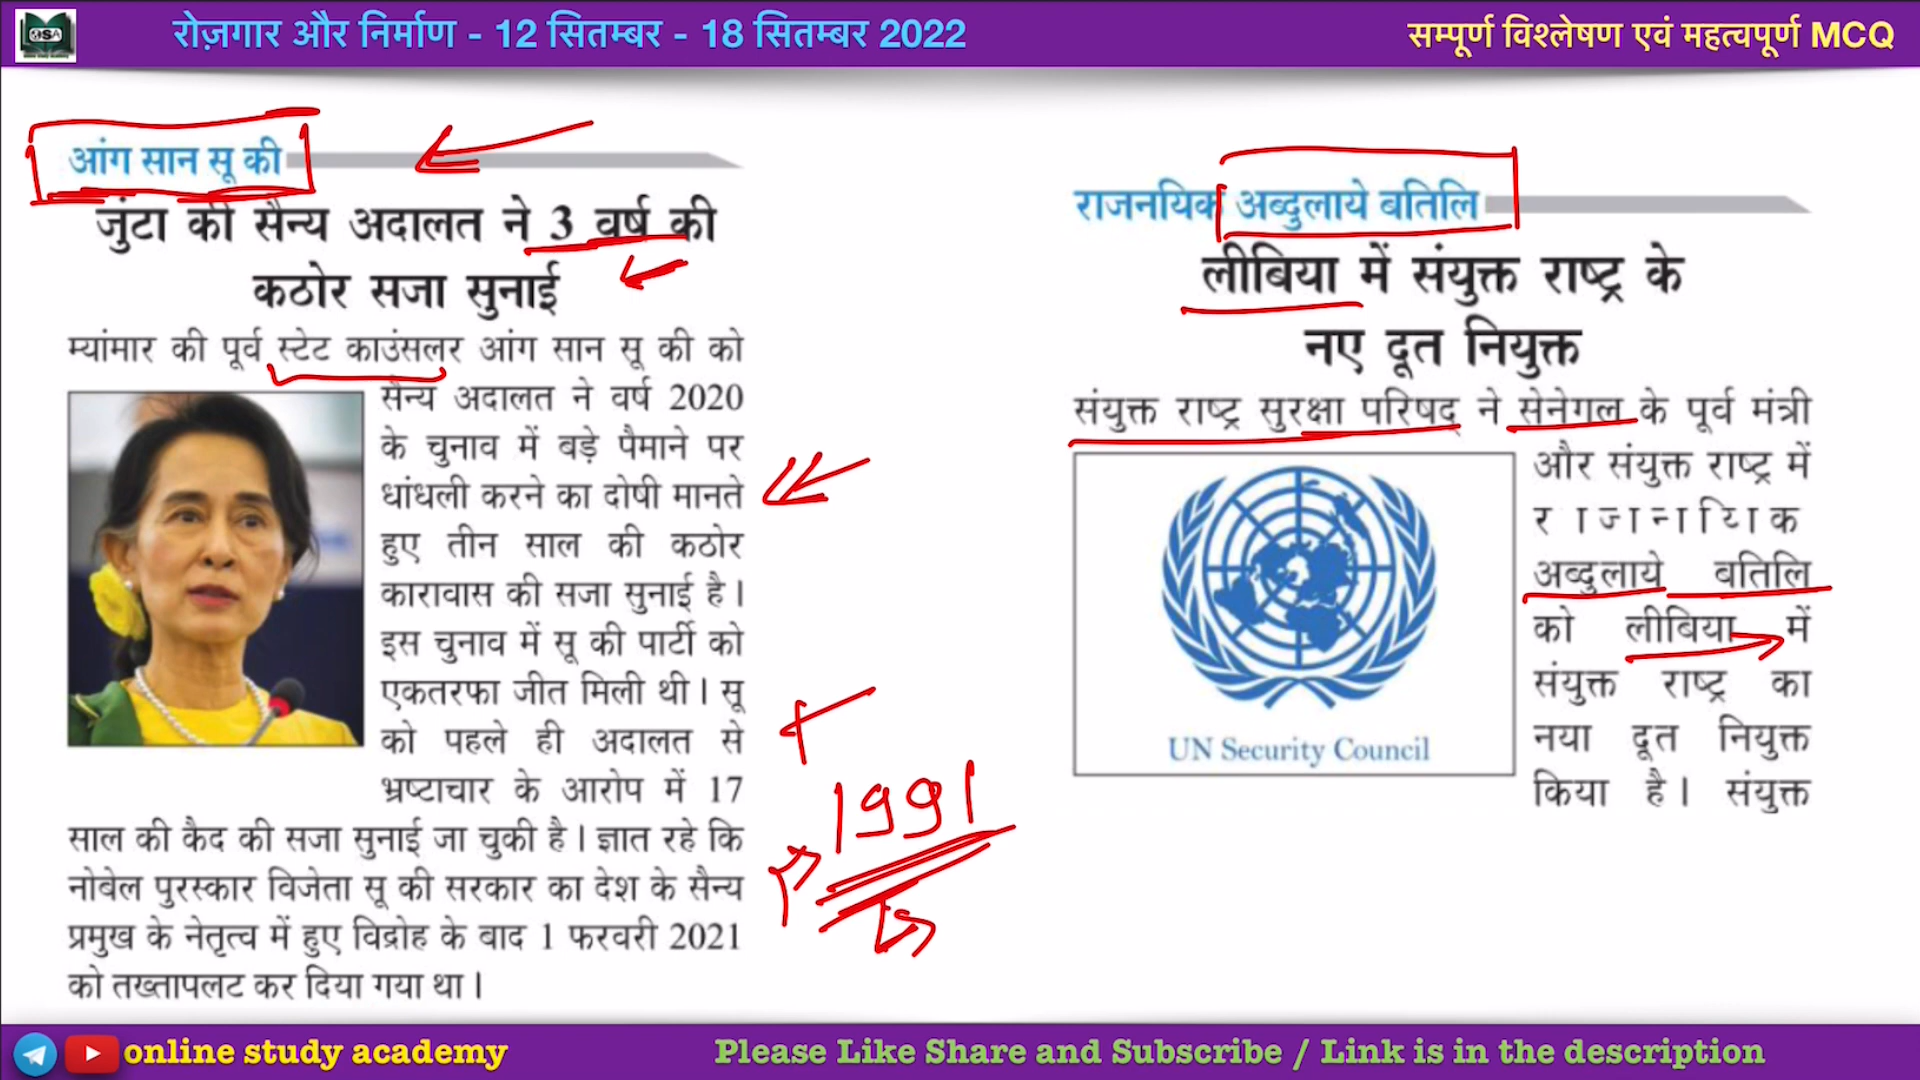 OSA
रोज़गार और निर्माण - 12 सितम्बर - 18 सितम्बर 2022
सम्पूर्ण विश्लेषण एवं महत्वपूर्ण MCQ
आंग सान सू की
जुंटा की सैन्य अदालत ने 3 वर्ष की
कठोर सजा सुनाई
म्यांमार की पूर्व स्टेट काउंसलर आंग सान सू की को
सैन्य अदालत ने वर्ष 2020
के चुनाव में बड़े पैमाने पर
धांधली करने का दोषी मानते
हुए तीन साल की कठोर
कारावास की सजा सुनाई है।
इस चुनाव में सू की पार्टी को
एकतरफा जीत मिली थी। सू
को पहले ही अदालत से
भ्रष्टाचार के आरोप में 17
साल की कैद की सजा सुनाई जा चुकी है। ज्ञात रहे कि
नोबेल पुरस्कार विजेता सू की सरकार का देश के सैन्य
प्रमुख के नेतृत्व में हुए विद्रोह के बाद 1 फरवरी 2021
को तख्तापलट कर दिया गया था।
1991
राजनयिक अब्दुलाये बतिलि
लीबिया में संयुक्त राष्ट्र के
नए दूत नियुक्त
संयुक्त राष्ट्र सुरक्षा परिषद ने सेनेगल के पूर्व मंत्री
और संयुक्त राष्ट्र में
राजनायिक
अब्दुलाये बतिलि
को लीबिया में
संयुक्त राष्ट्र का
नया दूत नियुक्त
किया है। संयुक्त
UN Security Council
online study academy
Please Like Share and Subscribe / Link is in the description